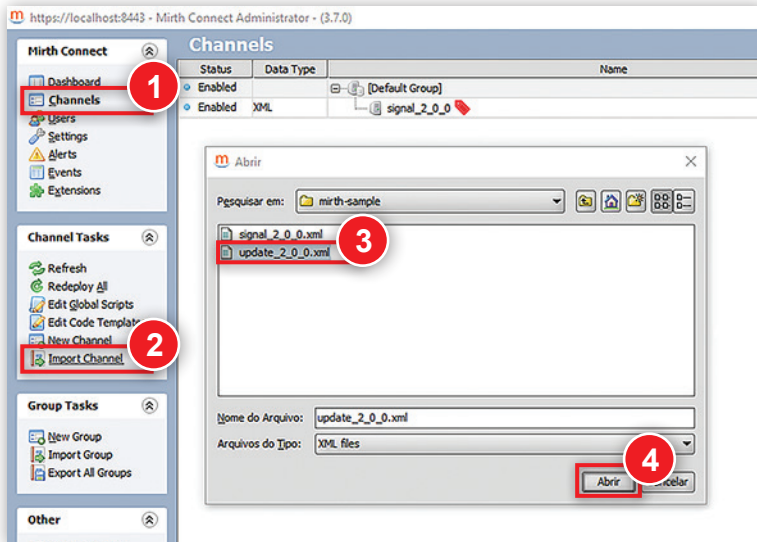 https://localhost:8443 - Mirth Connect Administrator - (3.7.0)
Mirth Connect
Dashboard
Channels
Users
Settings
Alerts
Events
Extensions
1
Channel Tasks
Refresh
Redeploy All
Edit Global Scripts
Edit Code Template
New Channel
Import Channel
2
Group Tasks
New Group
Import Group
Export All Groups
Other
Channels
Status Data Type Name
Enabled [Default Group]
Enabled XML signal_2_0_0
Abrir
Pesquisar em: mirth-sample
signal_2_0_0.xml
update_2_0_0.xml
3
Nome do Arquivo: update_2_0_0.xml
Arquivos do Tipo: XML files
4
Abrir